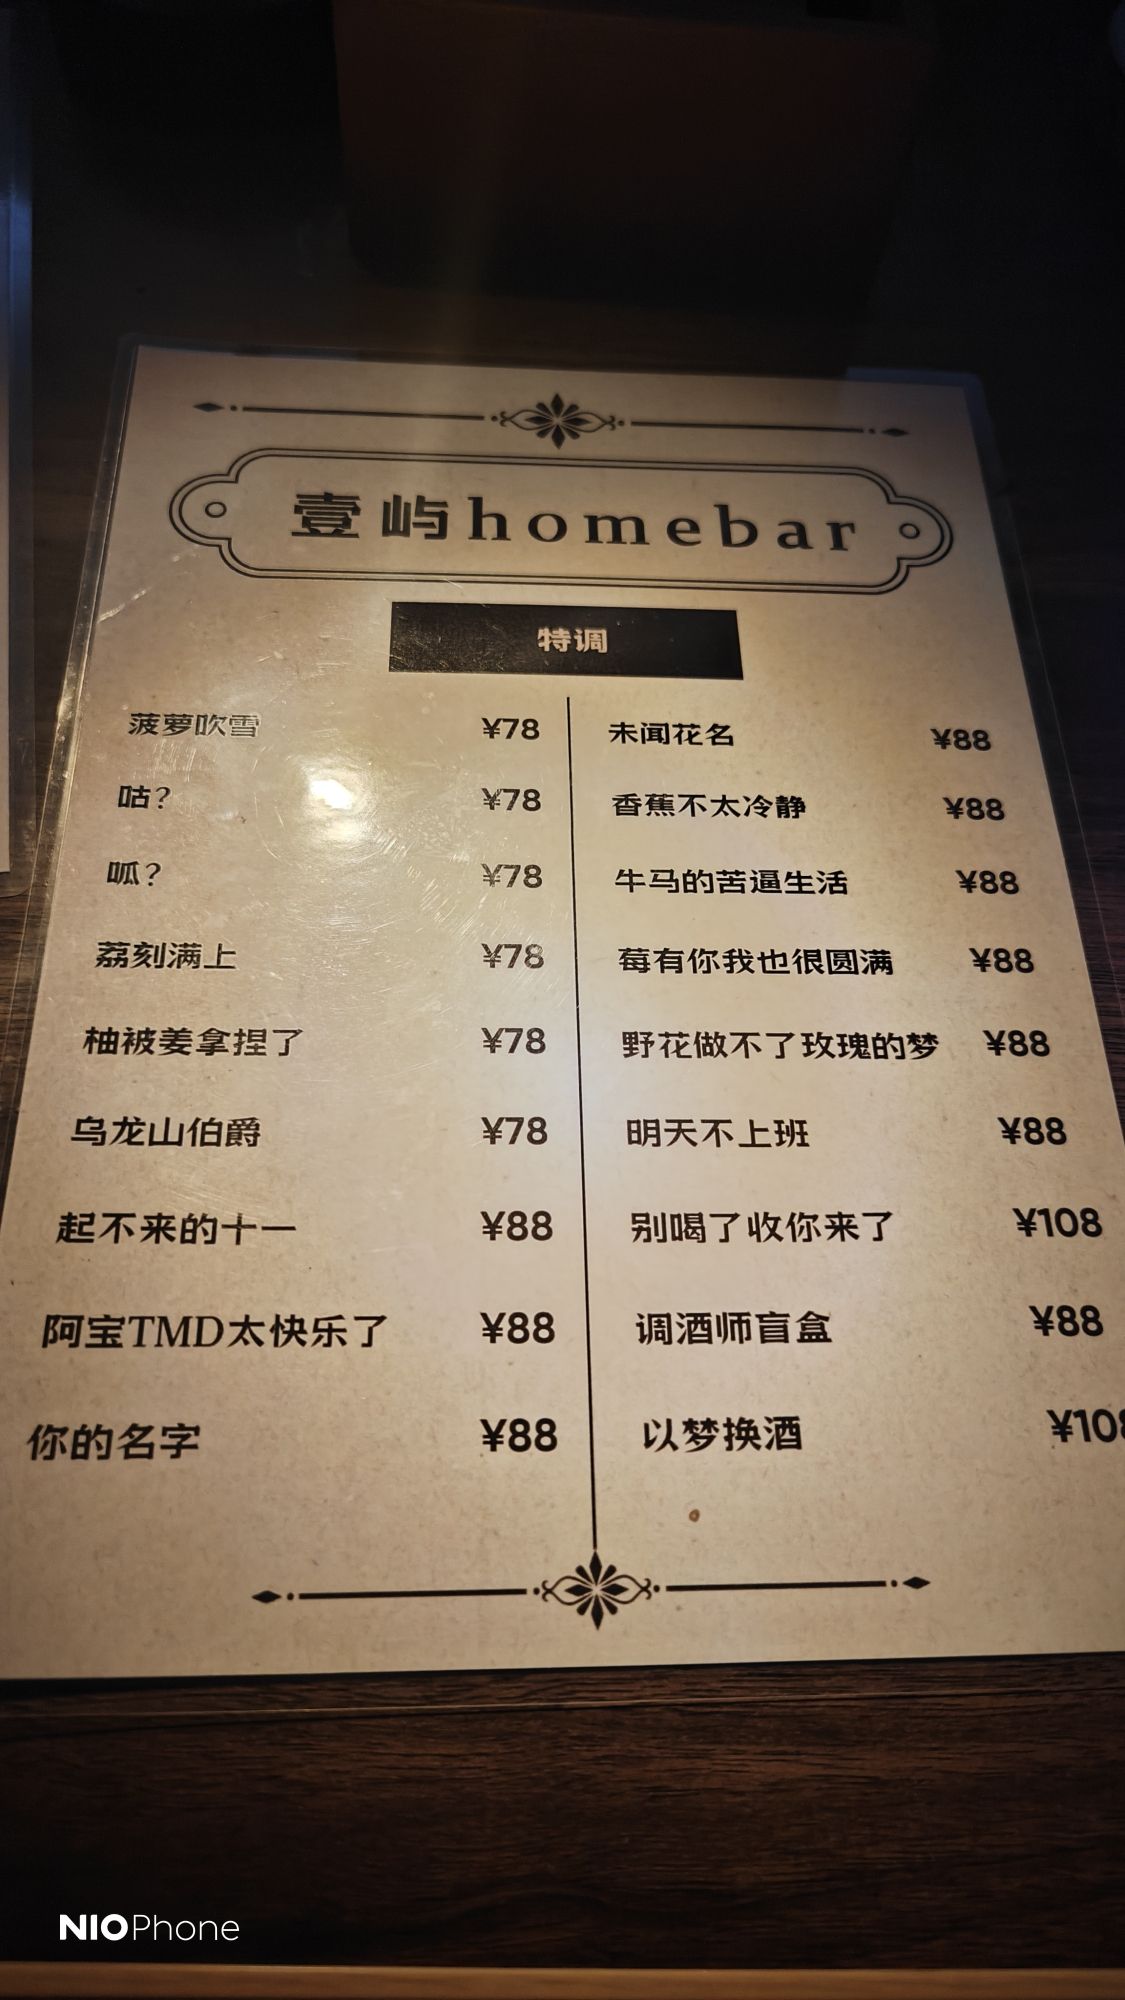 壹屿homebar
特调
菠萝吹雪 ¥78
咕？ ¥78
呱？ ¥78
荔刻满上 ¥78
柚被姜拿捏了 ¥78
乌龙山伯爵 ¥78
起不来的十一 ¥88
阿宝TMD太快乐了 ¥88
你的名字 ¥88
未闻花名 ¥88
香蕉不太冷静 ¥88
牛马的苦逼生活 ¥88
莓有你我也很圆满 ¥88
野花做不了玫瑰的梦 ¥88
明天不上班 ¥88
别喝了收你来了 ¥108
调酒师盲盒 ¥88
以梦换酒 ¥108
NIOPhone